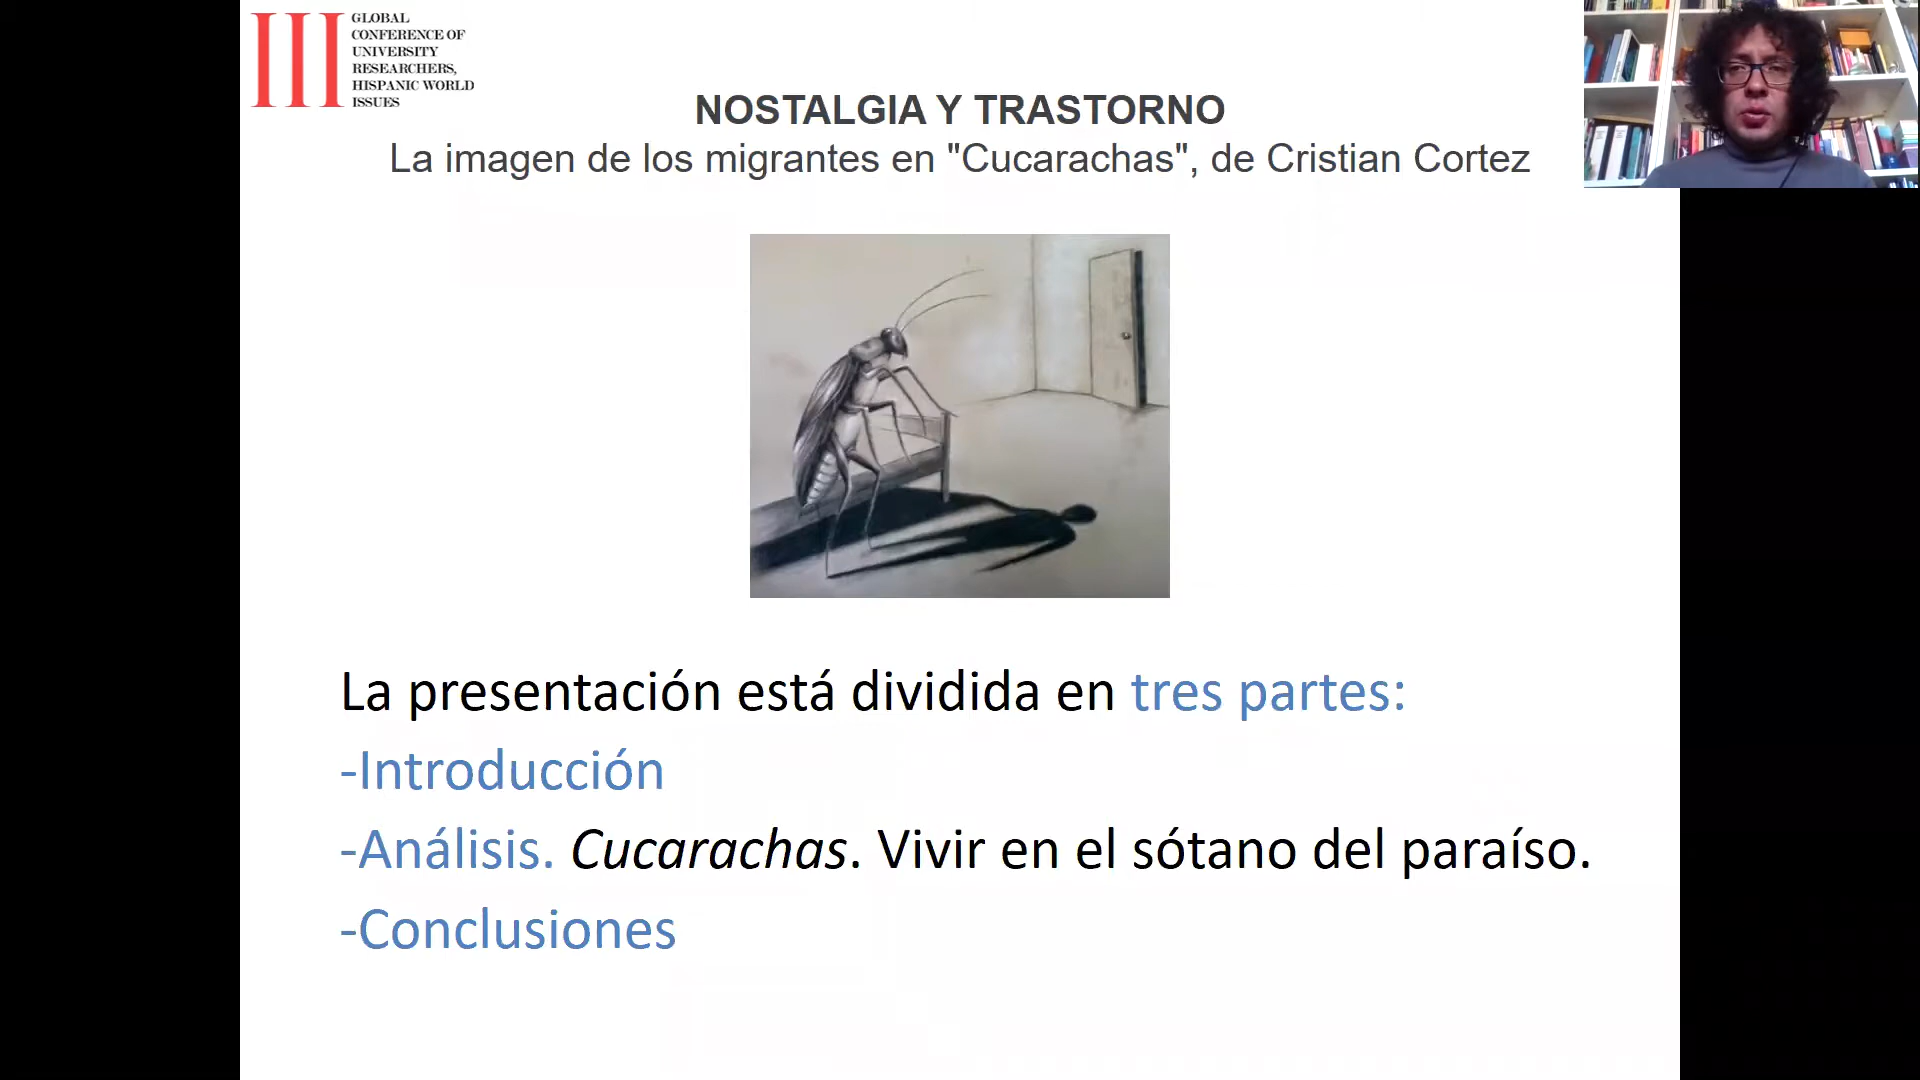 GLOBAL
CONFERENCE OF
UNIVERSITY
RESEARCHERS,
HISPANIC WORLD
ISSUES
III
NOSTALGIA Y TRASTORNO
La imagen de los migrantes en "Cucarachas", de Cristian Cortez
La presentación está dividida en tres partes:
-Introducción
-Análisis. Cucarachas. Vivir en el sótano del paraíso.
-Conclusiones